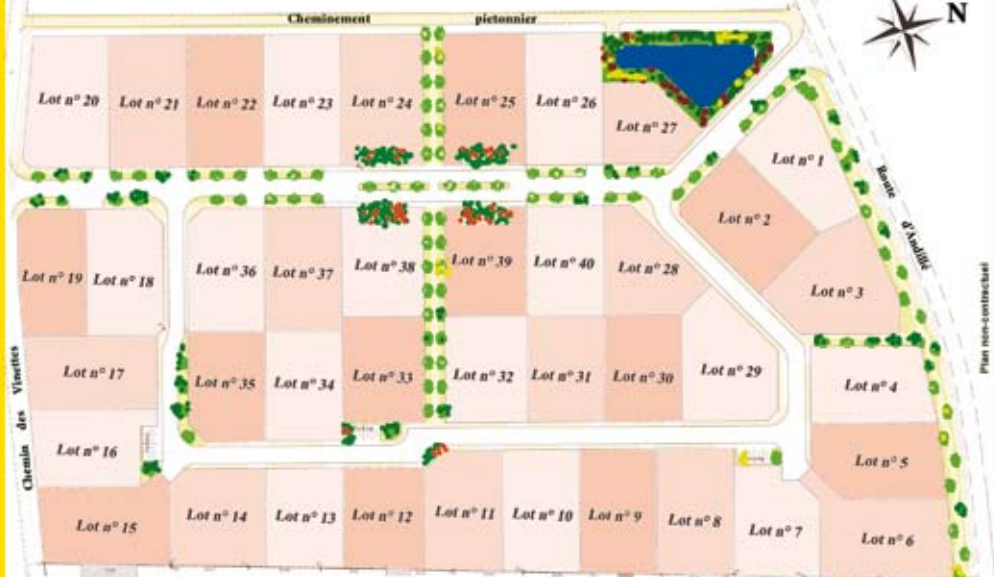 Cheminement pietonnier
N
Lot n° 20
Lot n° 21
Lot n° 22
Lot n° 23
Lot n° 24
Lot n° 25
Lot n° 26
Lot n° 27
Lot n° 1
Lot n° 2
Lot n° 3
Route d'Andillé
Plan non-contractuel
Lot n° 19
Lot n° 18
Lot n° 36
Lot n° 37
Lot n° 38
Lot n° 39
Lot n° 40
Lot n° 28
Lot n° 17
Lot n° 35
Lot n° 34
Lot n° 33
Lot n° 32
Lot n° 31
Lot n° 30
Lot n° 29
Lot n° 4
Chemin des Vinettes
Lot n° 16
Lot n° 5
Lot n° 15
Lot n° 14
Lot n° 13
Lot n° 12
Lot n° 11
Lot n° 10
Lot n° 9
Lot n° 8
Lot n° 7
Lot n° 6